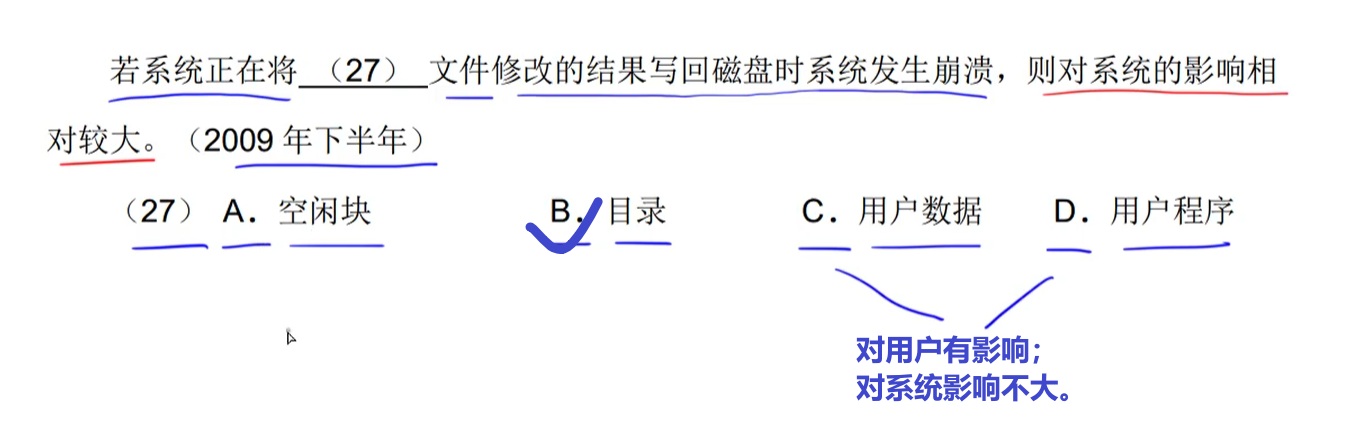 若系统正在将 （27） 文件修改的结果写回磁盘时系统发生崩溃，则对系统的影响相
对较大。（2009 年下半年）
（27） A. 空闲块 B. 目录 C. 用户数据 D. 用户程序
对用户有影响；
对系统影响不大。